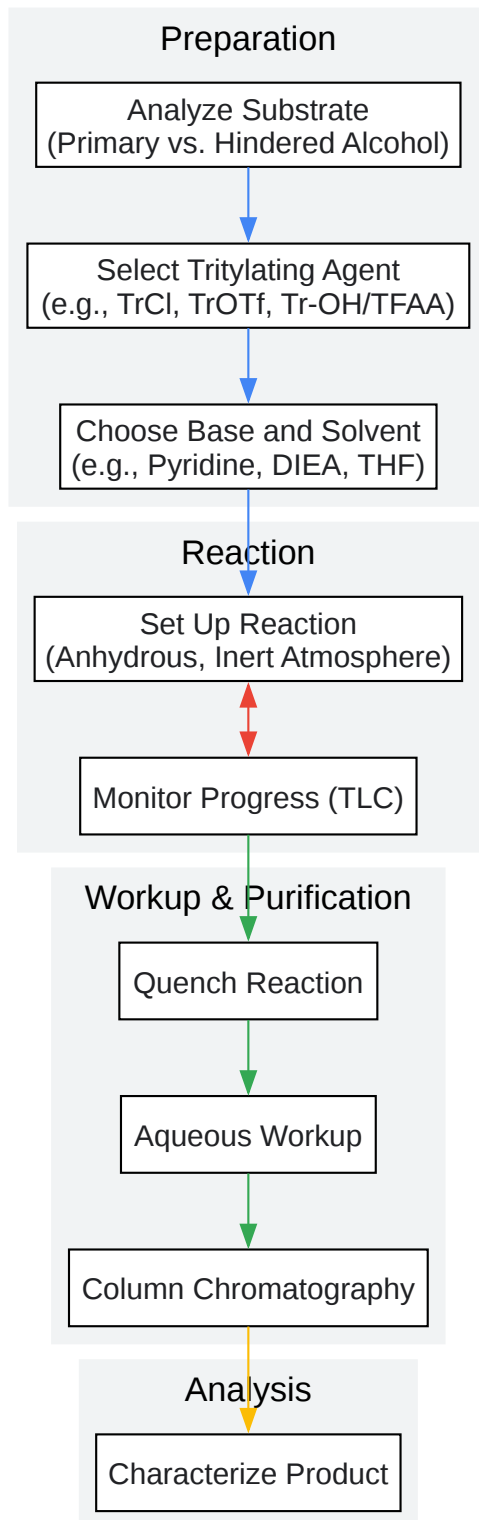 Preparation
Analyze Substrate
(Primary vs. Hindered Alcohol)
Select Tritylating Agent
(e.g., TrCl, TrOTf, Tr-OH/TFAA)
Choose Base and Solvent
(e.g., Pyridine, DIEA, THF)
Reaction
Set Up Reaction
(Anhydrous, Inert Atmosphere)
Monitor Progress (TLC)
Workup & Purification
Quench Reaction
Aqueous Workup
Column Chromatography
Analysis
Characterize Product